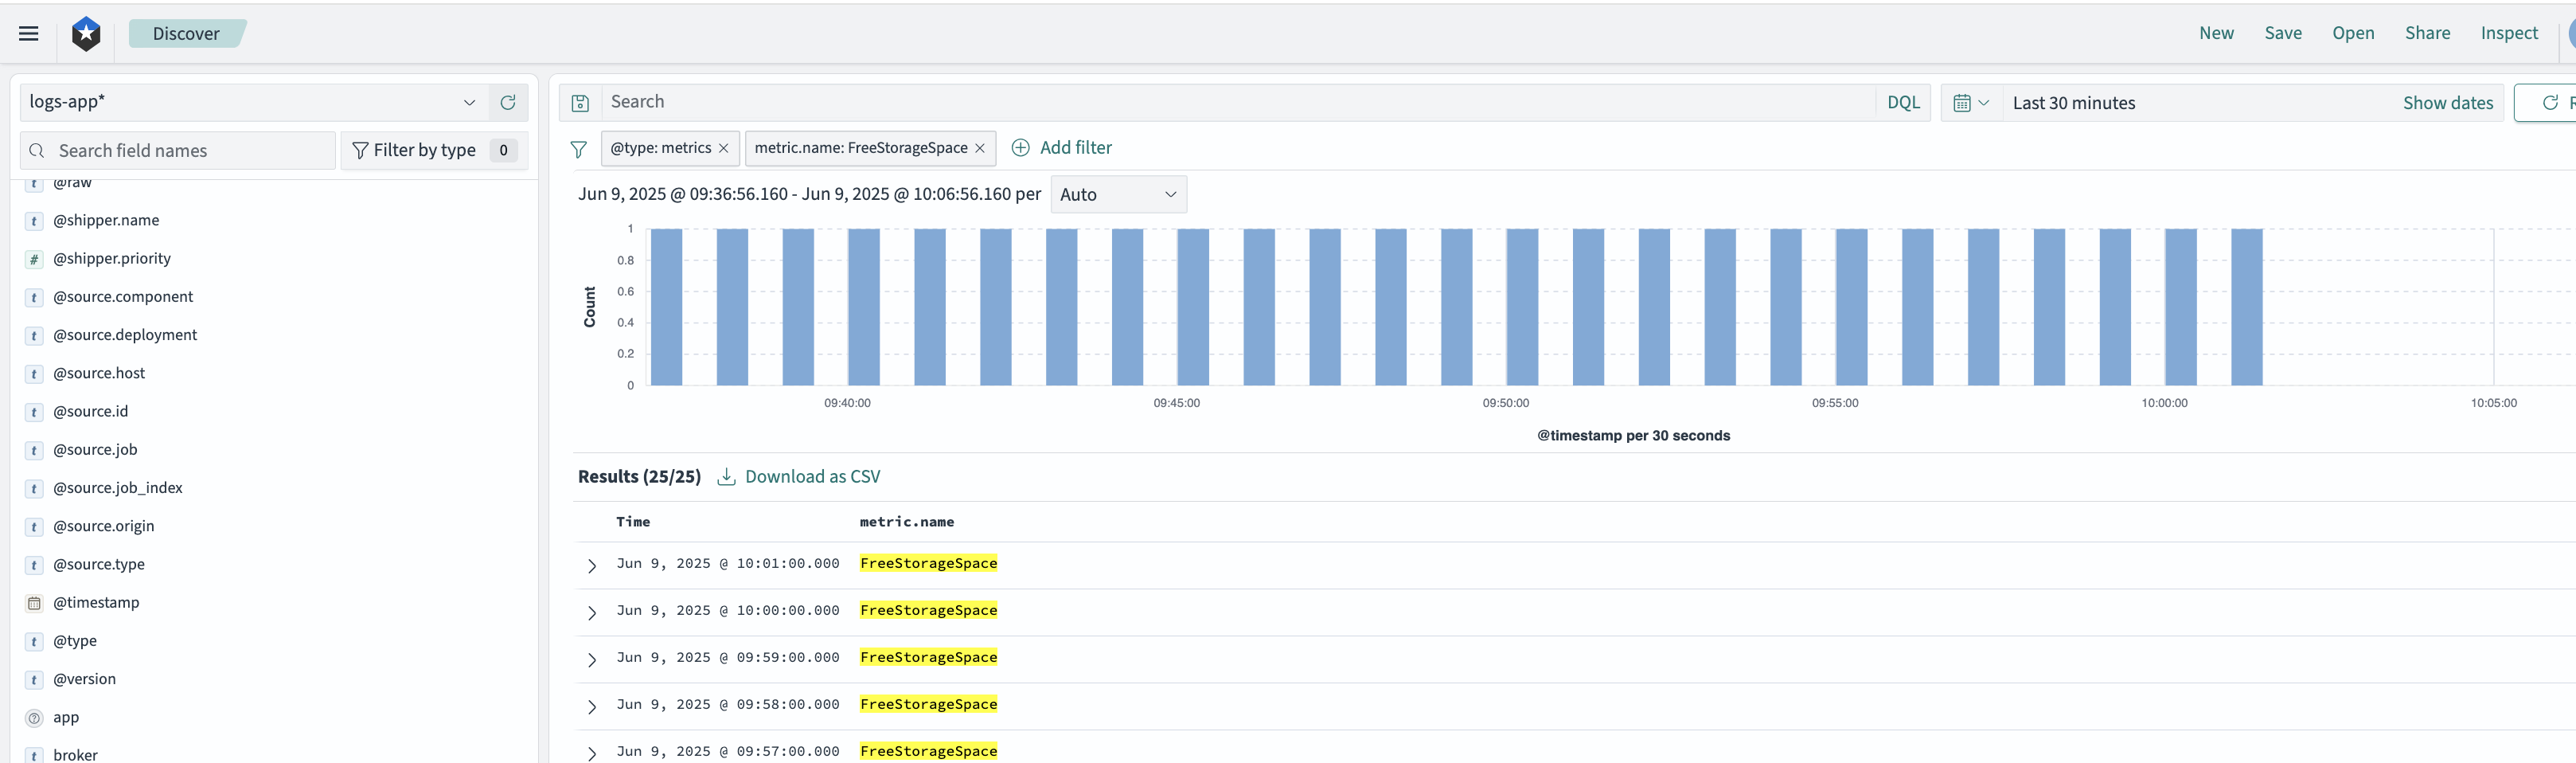 Discover
New Save Open Share Inspect
logs-app*
Search field names
Filter by type 0
@raw
t @shipper.name
# @shipper.priority
t @source.component
t @source.deployment
t @source.host
t @source.id
t @source.job
t @source.job_index
t @source.origin
t @source.type
@timestamp
t @type
t @version
app
t broker
Search
DQL
Last 30 minutes
Show dates
R
@type: metrics
metric.name: FreeStorageSpace
Add filter
Jun 9, 2025 @ 09:36:56.160 - Jun 9, 2025 @ 10:06:56.160 per
Auto
Count
1
0.8
0.6
0.4
0.2
0
09:40:00 09:45:00 09:50:00 09:55:00 10:00:00 10:05:00
@timestamp per 30 seconds
Results (25/25) Download as CSV
Time metric.name
Jun 9, 2025 @ 10:01:00.000 FreeStorageSpace
Jun 9, 2025 @ 10:00:00.000 FreeStorageSpace
Jun 9, 2025 @ 09:59:00.000 FreeStorageSpace
Jun 9, 2025 @ 09:58:00.000 FreeStorageSpace
Jun 9, 2025 @ 09:57:00.000 FreeStorageSpace